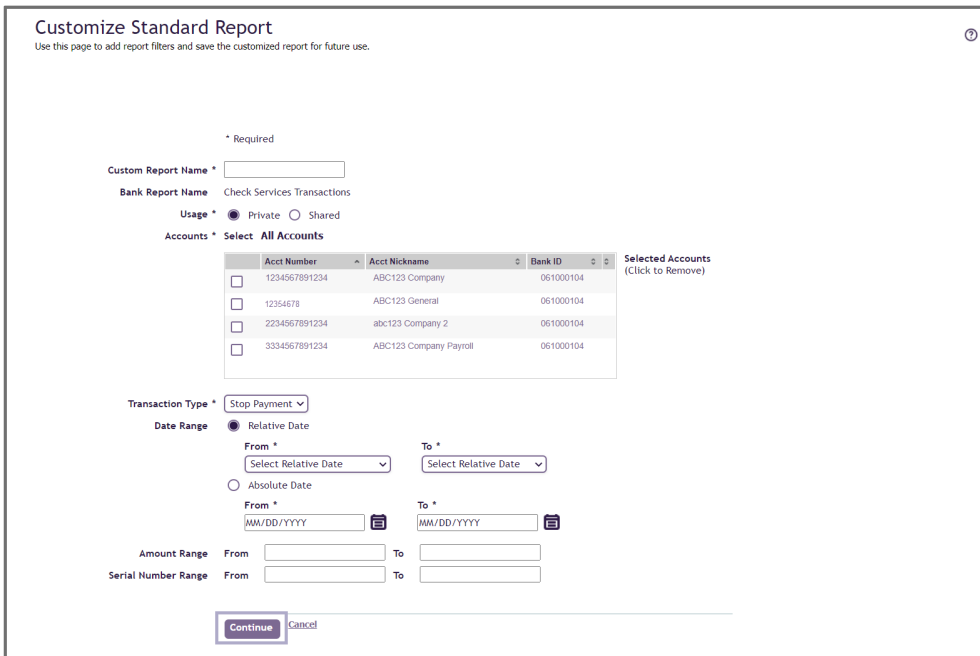 Customize Standard Report
Use this page to add report filters and save the customized report for future use.
* Required
Custom Report Name *
Bank Report Name Check Services Transactions
Usage * Private Shared
Accounts * Select All Accounts
Acct Number Acct Nickname Bank ID Selected Accounts
(Click to Remove)
1234567891234 ABC123 Company 061000104
12354678 ABC123 General 061000104
2234567891234 abc123 Company 2 061000104
3334567891234 ABC123 Company Payroll 061000104
Transaction Type * Stop Payment
Date Range Relative Date
From * To *
Select Relative Date Select Relative Date
Absolute Date
From * To *
MM/DD/YYYY MM/DD/YYYY
Amount Range From To
Serial Number Range From To
Continue Cancel